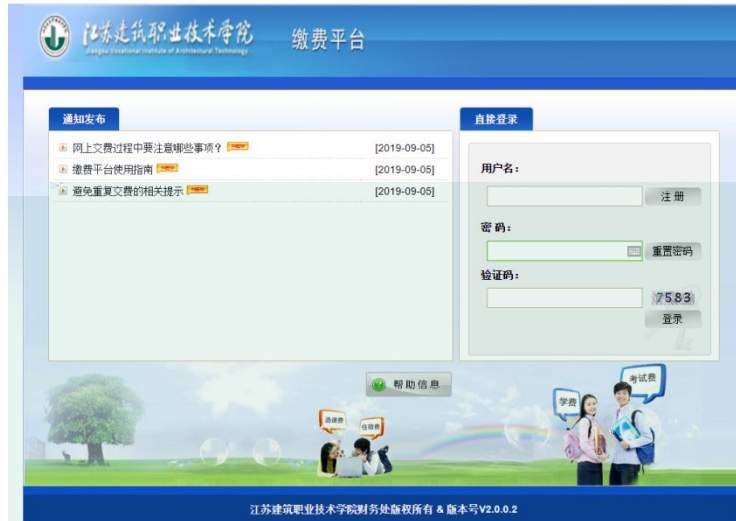 江苏建筑职业技术学院
Jiangsu Vocational Institute of Architectural Technology
缴费平台
通知发布
网上交费过程中要注意哪些事项？ NEW [2019-09-05]
缴费平台使用指南 NEW [2019-09-05]
避免重复交费的相关提示 NEW [2019-09-05]
直接登录
用户名：
注 册
密 码：
重置密码
验证码：
7583
登录
帮助信息
选课费
住宿费
学费
考试费
江苏建筑职业技术学院财务处版权所有 & 版本号V2.0.0.2